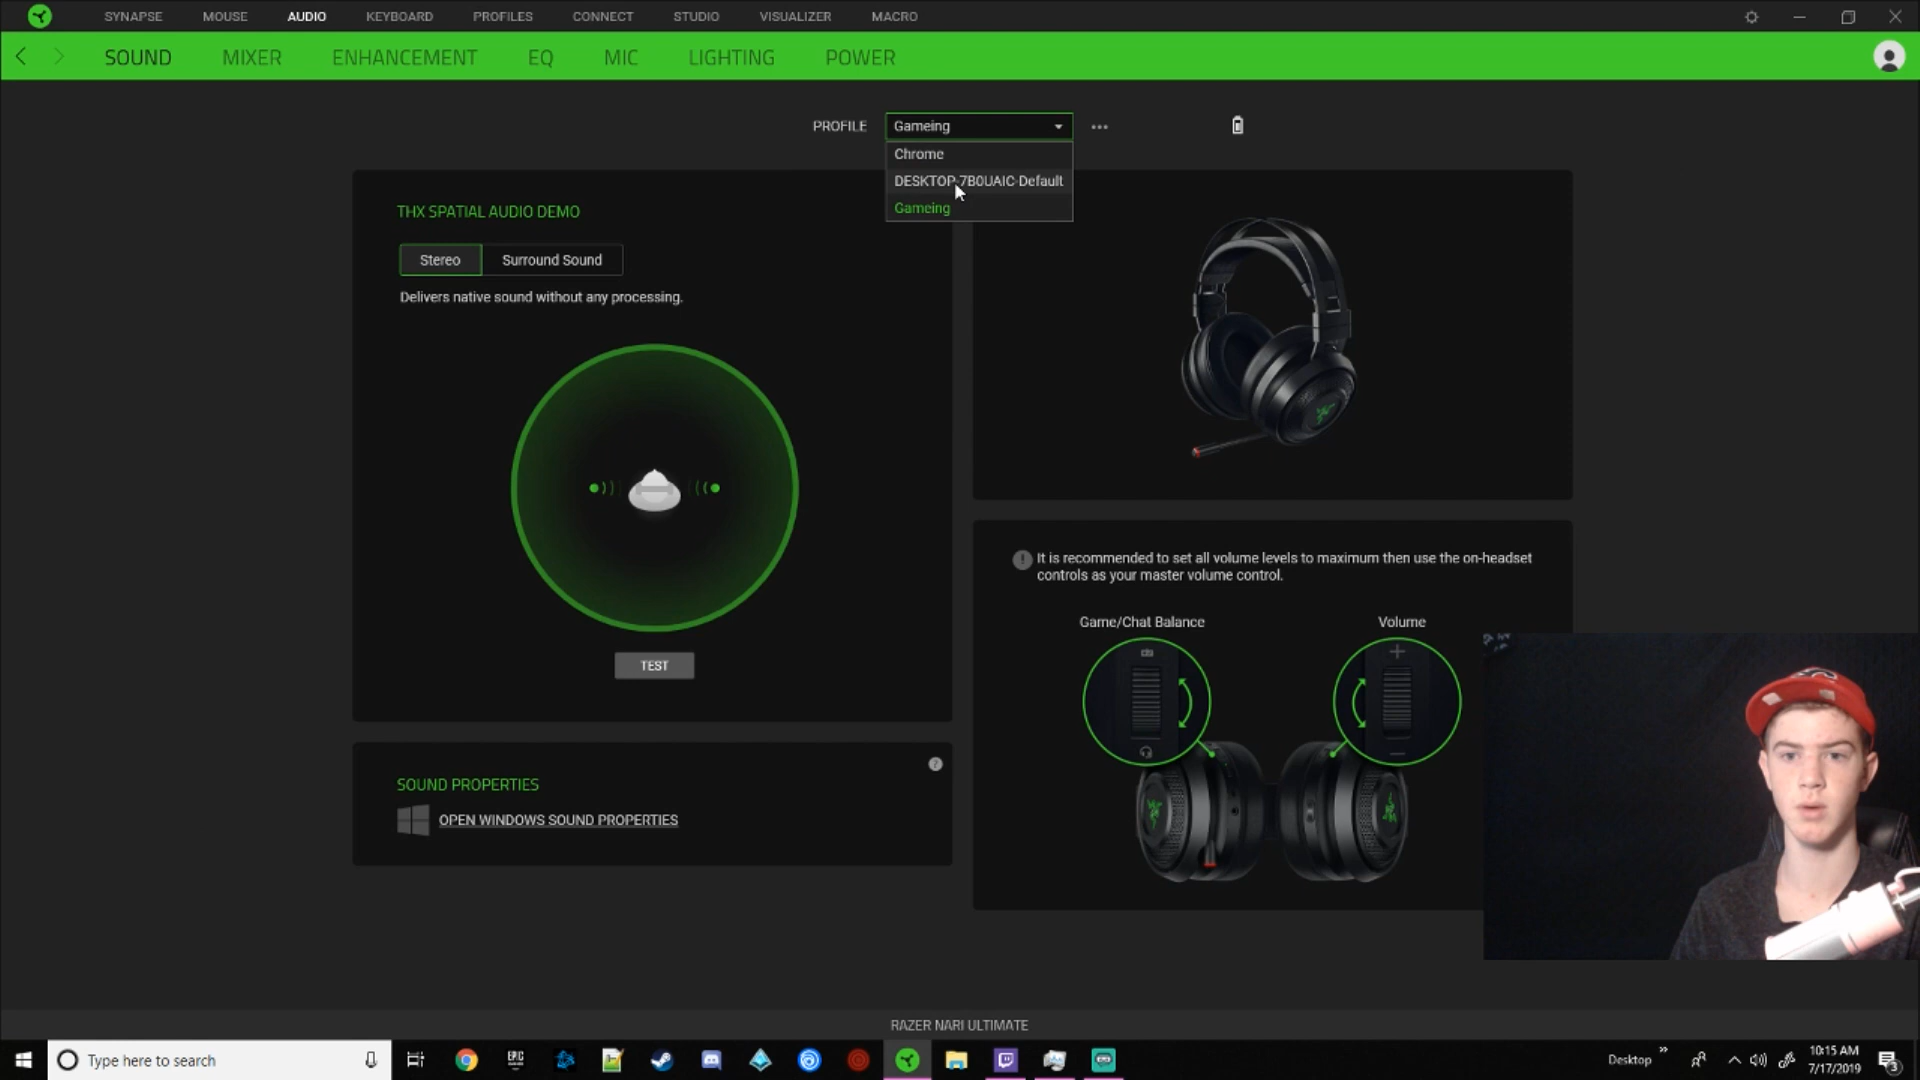 SYNAPSE MOUSE AUDIO KEYBOARD PROFILES CONNECT STUDIO VISUALIZER MACRO
SOUND MIXER ENHANCEMENT EQ MIC LIGHTING POWER
PROFILE Gameing
Chrome
DESKTOP-7B0UAIC-Default
Gameing
THX SPATIAL AUDIO DEMO
Stereo Surround Sound
Delivers native sound without any processing.
TEST
SOUND PROPERTIES
OPEN WINDOWS SOUND PROPERTIES
It is recommended to set all volume levels to maximum then use the on-headset
controls as your master volume control.
Game/Chat Balance Volume
RAZER NARI ULTIMATE
Type here to search
EPIC
Desktop
10:15 AM
7/17/2019
3